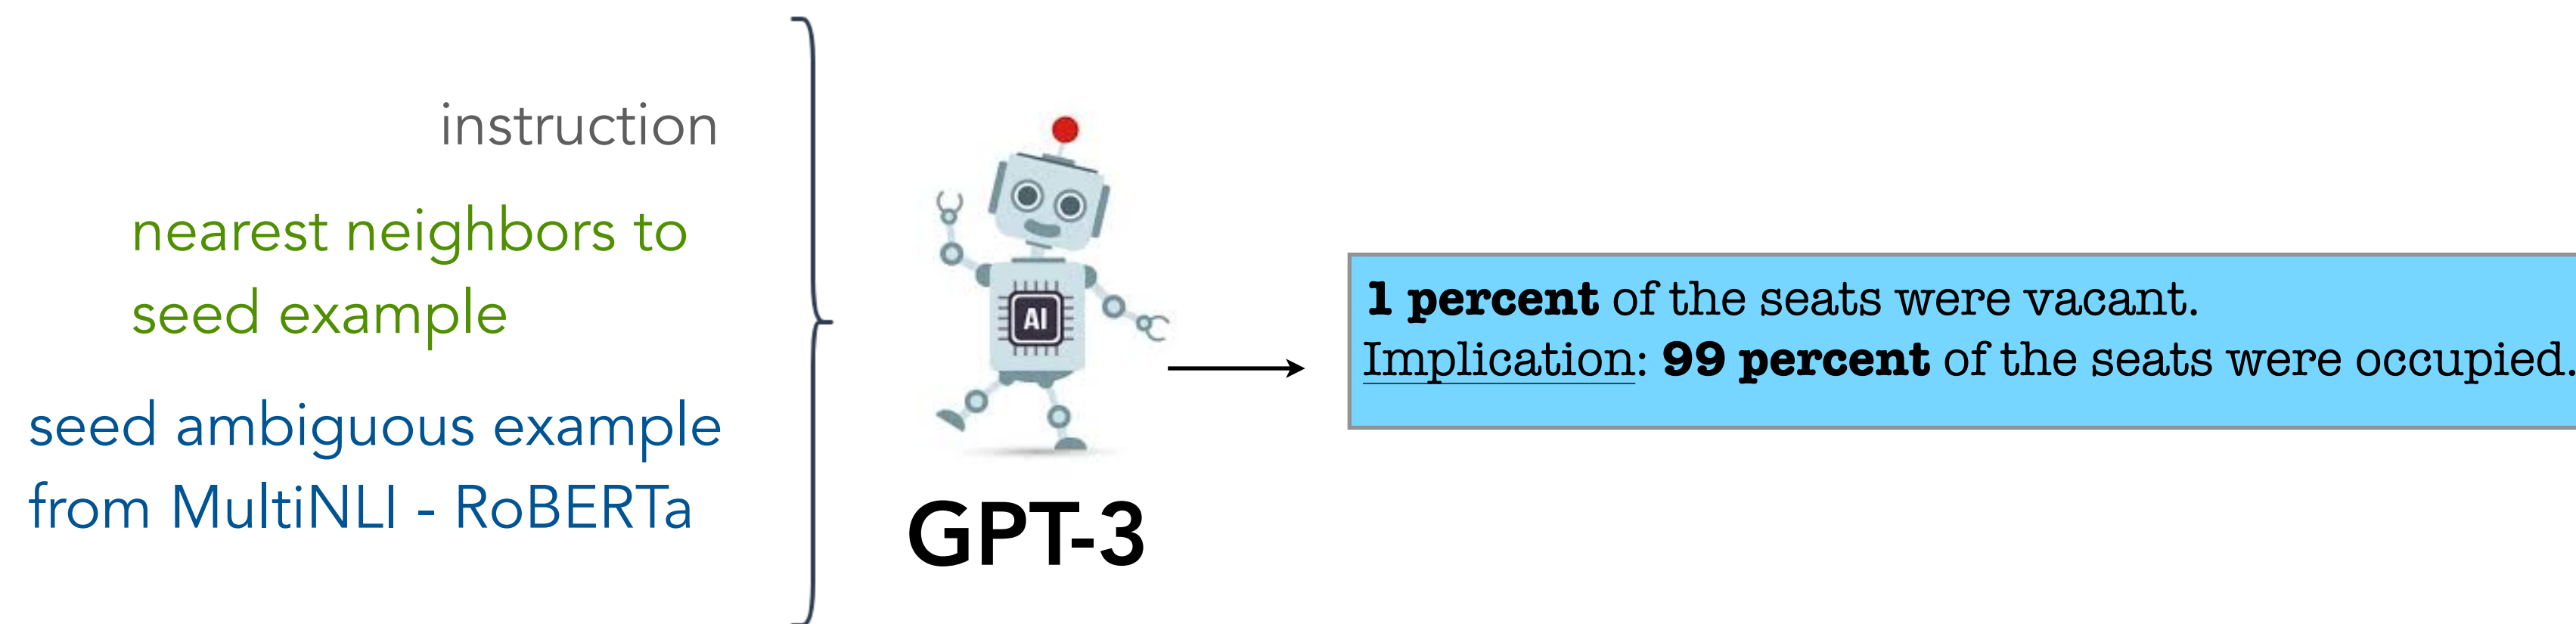 instruction
nearest neighbors to
seed example
seed ambiguous example
from MultiNLI - RoBERTa
AI
GPT-3
1 percent of the seats were vacant.
Implication: 99 percent of the seats were occupied.